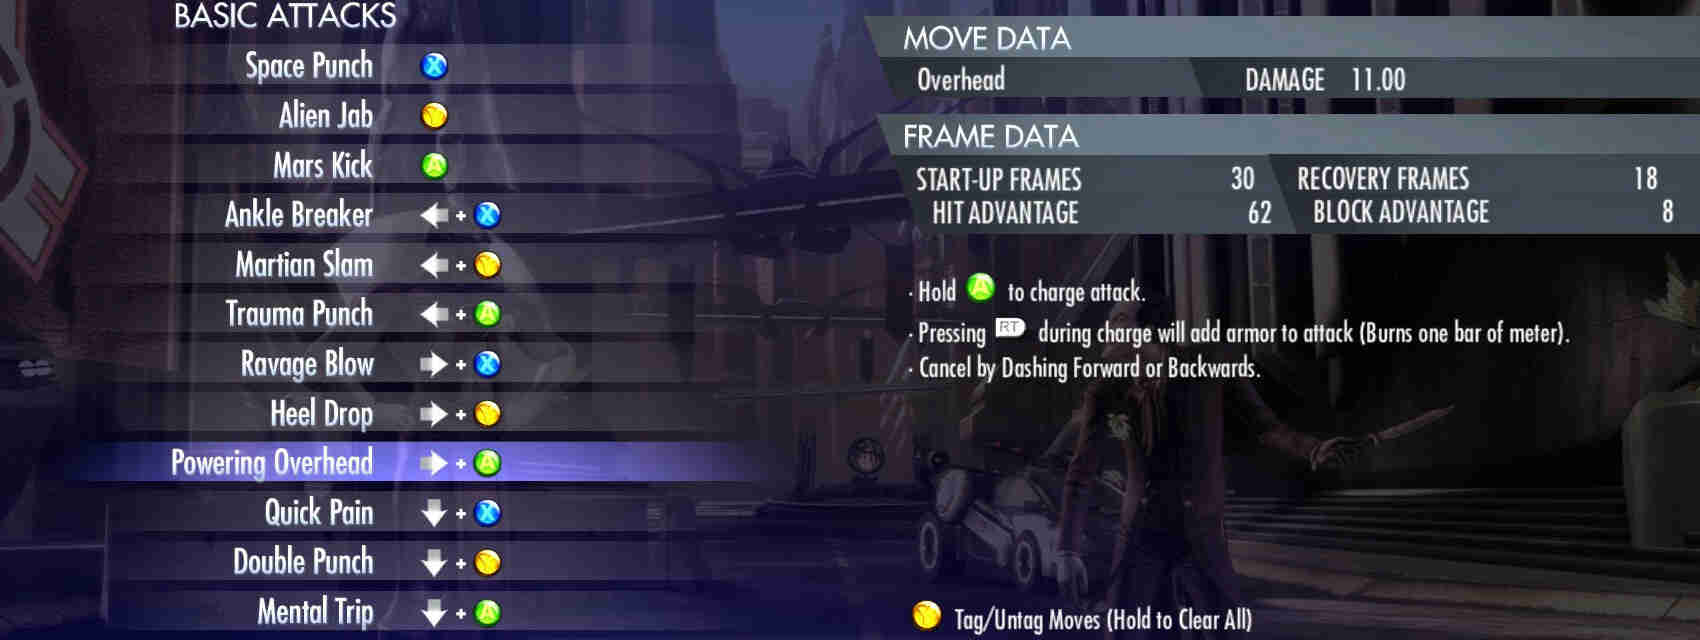 BASIC ATTACKS
Space Punch X
Alien Jab Y
Mars Kick A
Ankle Breaker + X
Martian Slam + Y
Trauma Punch + A
Ravage Blow + X
Heel Drop + Y
Powering Overhead + A
Quick Pain + X
Double Punch + Y
Mental Trip + A
MOVE DATA
Overhead DAMAGE 11.00
FRAME DATA
START-UP FRAMES 30 RECOVERY FRAMES 18
HIT ADVANTAGE 62 BLOCK ADVANTAGE 8
· Hold A to charge attack.
· Pressing RT during charge will add armor to attack (Burns one bar of meter).
· Cancel by Dashing Forward or Backwards.
Y Tag/Untag Moves (Hold to Clear All)